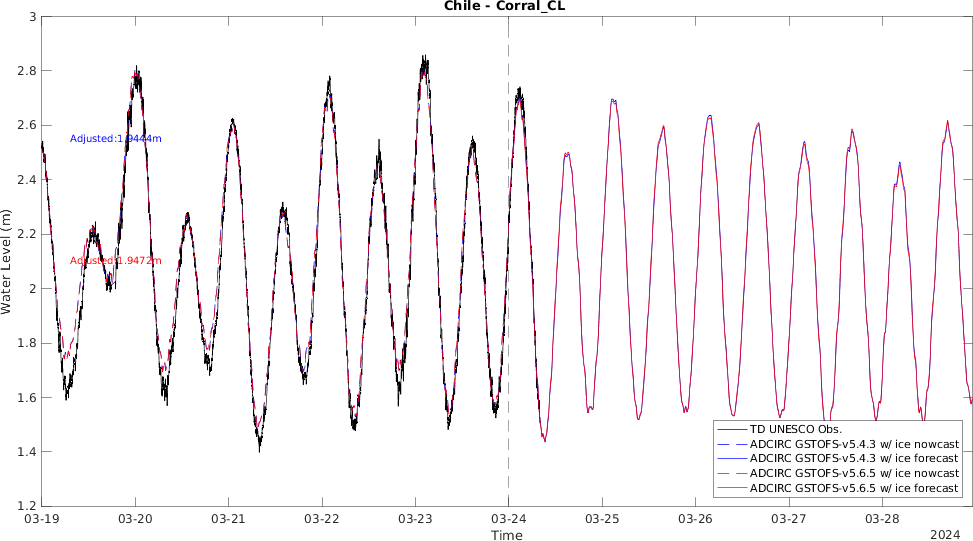 Chile - Corral_CL
3
2.8
2.6
2.4
2.2
2
1.8
1.6
1.4
1.2
Water Level (m)
Adjusted:1.9444m
Adjusted:1.9472m
TD UNESCO Obs.
ADCIRC GSTOFS-v5.4.3 w/ ice nowcast
ADCIRC GSTOFS-v5.4.3 w/ ice forecast
ADCIRC GSTOFS-v5.6.5 w/ ice nowcast
ADCIRC GSTOFS-v5.6.5 w/ ice forecast
03-19 03-20 03-21 03-22 03-23 03-24 03-25 03-26 03-27 03-28
Time
2024